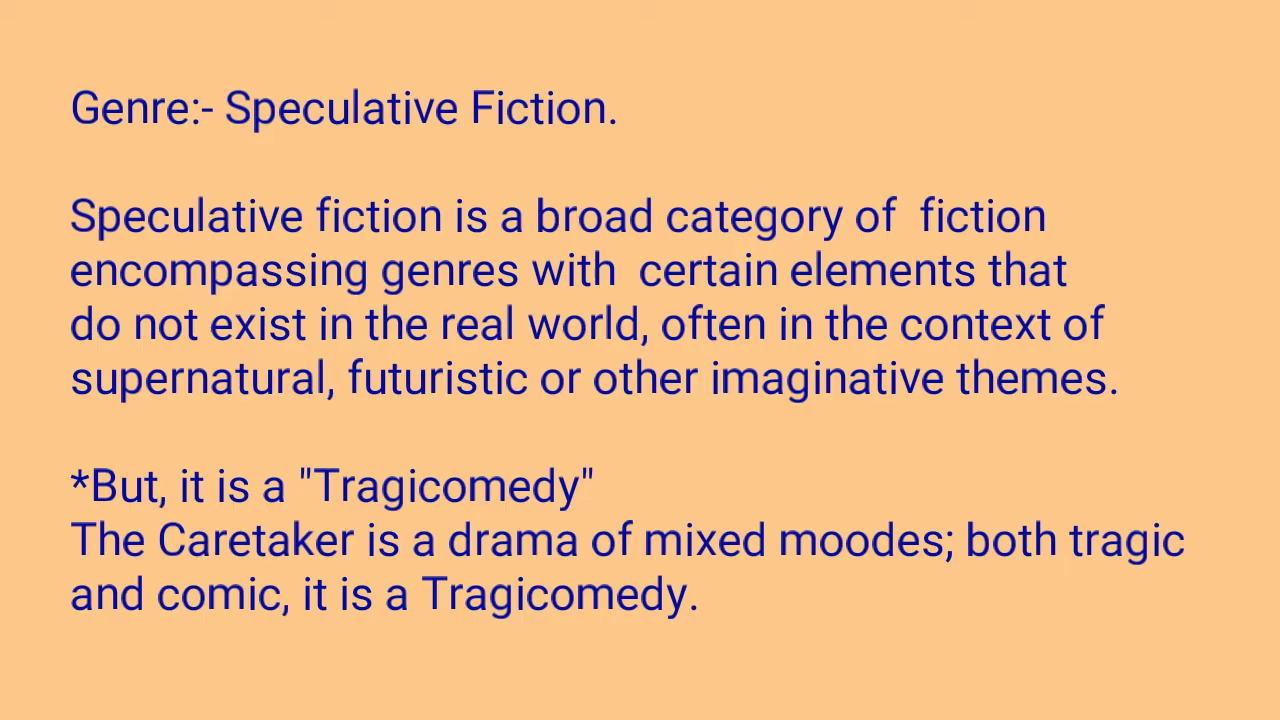 Genre:- Speculative Fiction.
Speculative fiction is a broad category of  fiction
encompassing genres with  certain elements that
do not exist in the real world, often in the context of
supernatural, futuristic or other imaginative themes.
*But, it is a "Tragicomedy"
The Caretaker is a drama of mixed moodes; both tragic
and comic, it is a Tragicomedy.